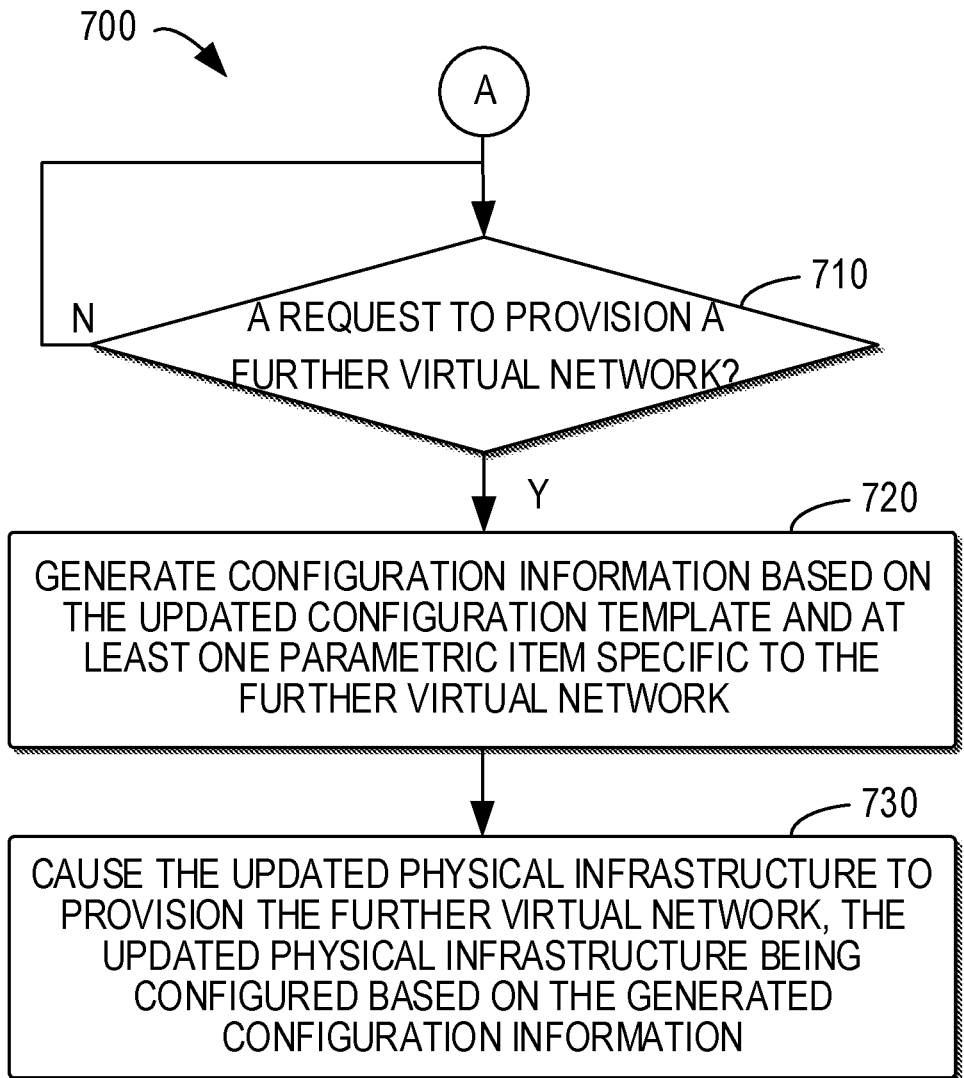 700
A
710
A REQUEST TO PROVISION A
FURTHER VIRTUAL NETWORK?
N
Y
720
GENERATE CONFIGURATION INFORMATION BASED ON
THE UPDATED CONFIGURATION TEMPLATE AND AT
LEAST ONE PARAMETRIC ITEM SPECIFIC TO THE
FURTHER VIRTUAL NETWORK
730
CAUSE THE UPDATED PHYSICAL INFRASTRUCTURE TO
PROVISION THE FURTHER VIRTUAL NETWORK, THE
UPDATED PHYSICAL INFRASTRUCTURE BEING
CONFIGURED BASED ON THE GENERATED
CONFIGURATION INFORMATION